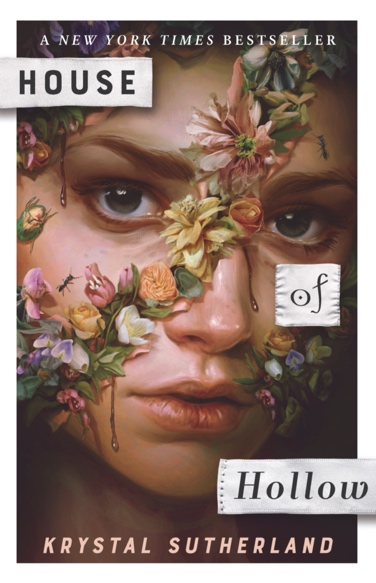 A NEW YORK TIMES BESTSELLER
HOUSE
of
Hollow
KRYSTAL SUTHERLAND